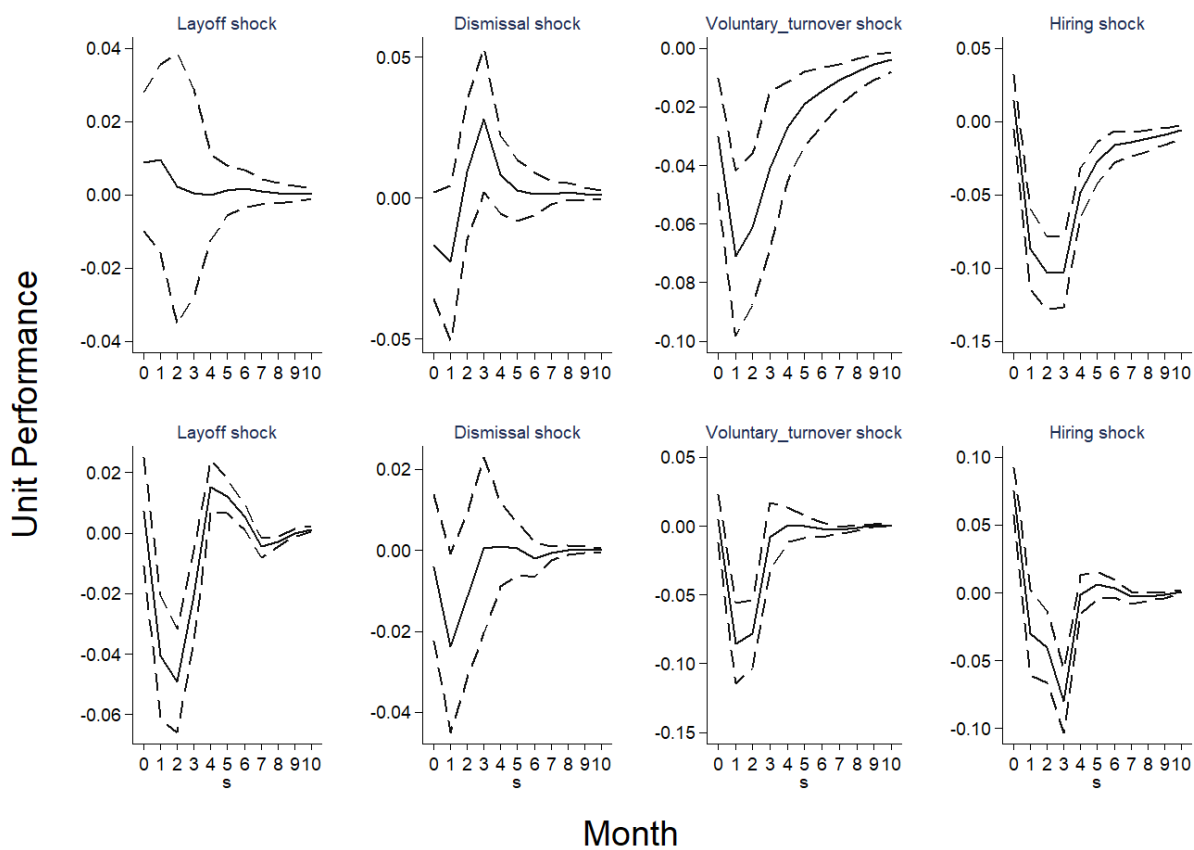 Layoff shock
Dismissal shock
Voluntary_turnover shock
Hiring shock
0.04
0.02
0.00
-0.02
-0.04
0 1 2 3 4 5 6 7 8 9 10
0.05
0.00
-0.05
0 1 2 3 4 5 6 7 8 9 10
0.00
-0.02
-0.04
-0.06
-0.08
-0.10
0 1 2 3 4 5 6 7 8 9 10
0.05
0.00
-0.05
-0.10
-0.15
0 1 2 3 4 5 6 7 8 9 10
Unit Performance
Layoff shock
Dismissal shock
Voluntary_turnover shock
Hiring shock
0.02
0.00
-0.02
-0.04
-0.06
0 1 2 3 4 5 6 7 8 9 10
s
0.02
0.00
-0.02
-0.04
0 1 2 3 4 5 6 7 8 9 10
s
0.05
0.00
-0.05
-0.10
-0.15
0 1 2 3 4 5 6 7 8 9 10
s
0.10
0.05
0.00
-0.05
-0.10
0 1 2 3 4 5 6 7 8 9 10
s
Month